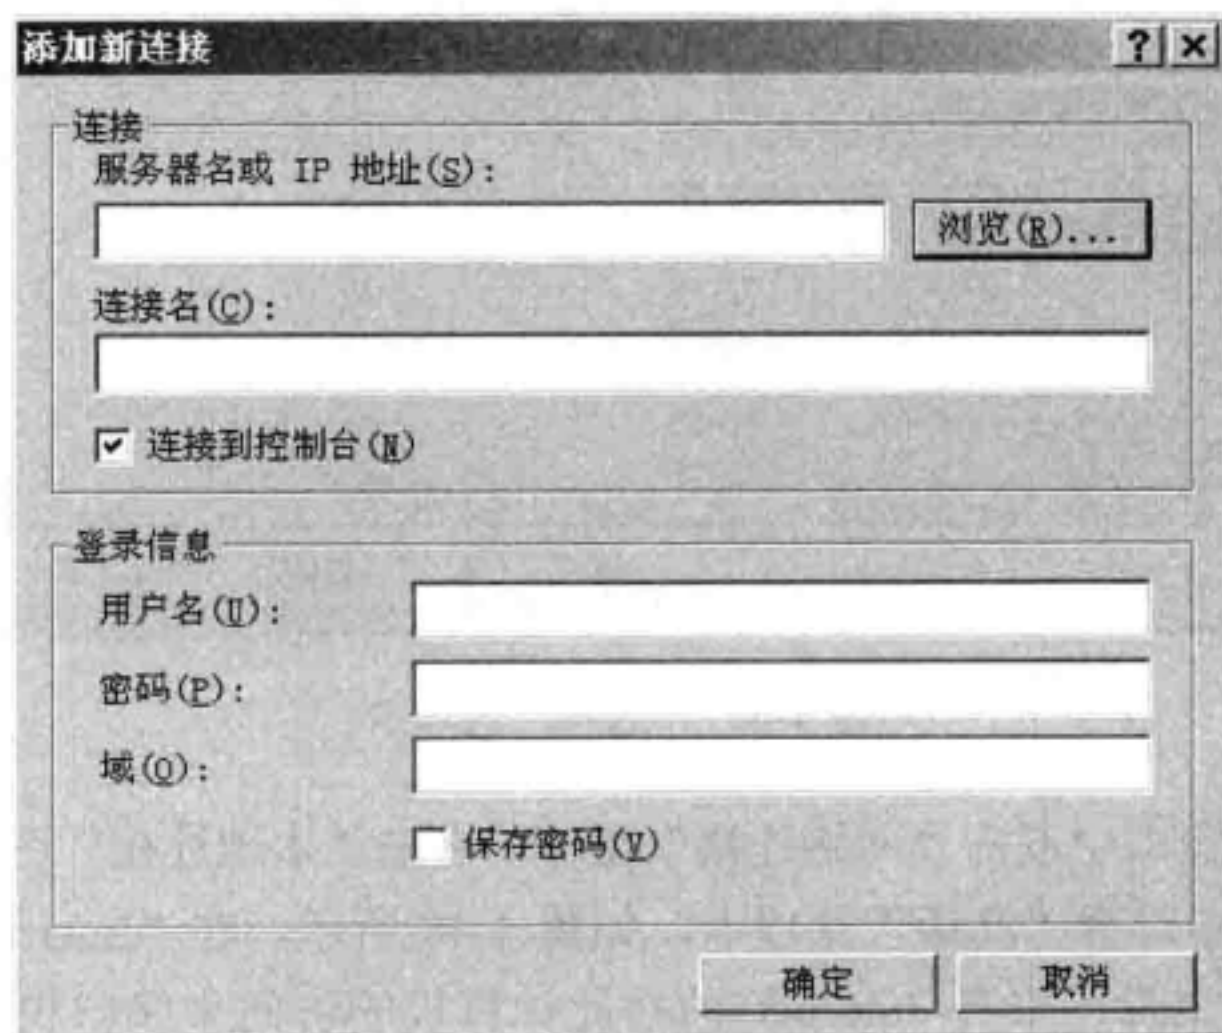 添加新连接
连接
服务器名或 IP 地址(S):
浏览(R)...
连接名(C):
连接到控制台(N)
登录信息
用户名(U):
密码(P):
域(O):
保存密码(V)
确定
取消